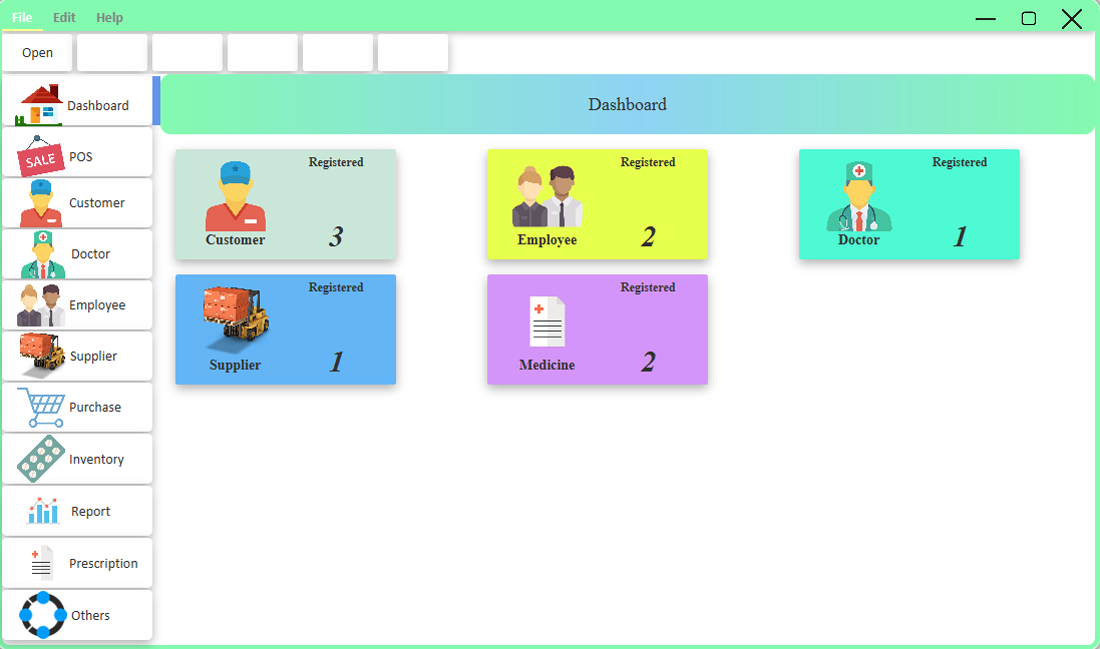 File Edit Help
Open
Dashboard
POS
SALE
Customer
Doctor
Employee
Supplier
Purchase
Inventory
Report
Prescription
Others
Dashboard
Registered
Customer 3
Registered
Employee 2
Registered
Doctor 1
Registered
Supplier 1
Registered
Medicine 2